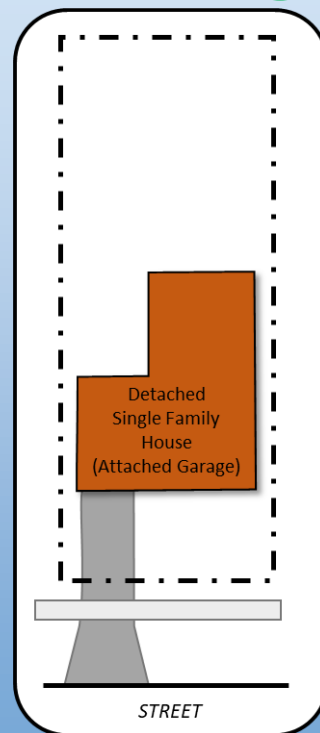 Detached
Single Family
House
(Attached Garage)
STREET